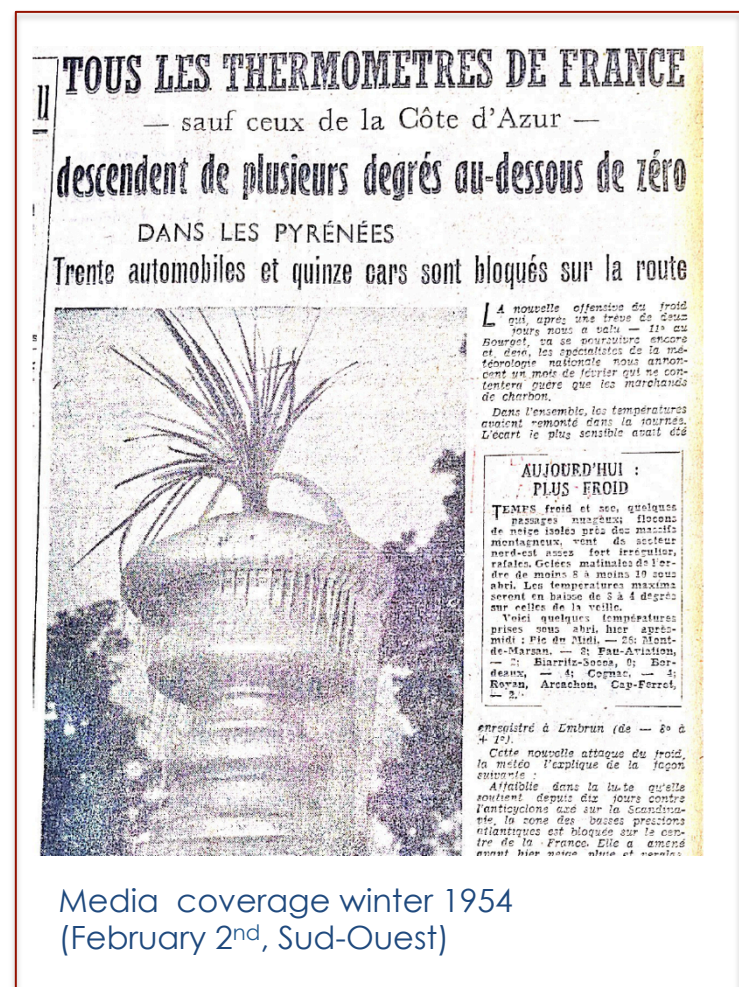 u
TOUS LES THERMOMETRES DE FRANCE
— sauf ceux de la Côte d'Azur —
descendent de plusieurs degrés au-dessous de zéro
DANS LES PYRÉNÉES
Trente automobiles et quinze cars sont bloqués sur la route
LA nouvelle offensive du froid
qui, après une trêve de deux
jours nous a valu — 11° au
Bourget, va se poursuivre encore
et, déjà, les spécialistes de la mé-
téorologie nationale nous annon-
cent un mois de février qui ne con-
tentera guère que les marchands
de charbon.
Dans l'ensemble, les températures
avaient remonté dans la journée.
L'écart le plus sensible avait été
AUJOURD'HUI :
PLUS FROID
TEMPS froid et sec, quelques
passages nuageux; flocons
de neige isolés près des massifs
montagneux, vent de secteur
nord-est assez fort irrégulier,
rafales. Gelées matinales de l'or-
dre de moins 8 à moins 10 sous
abri. Les températures maxima
seront en baisse de 3 à 4 degrés
sur celles de la veille.
Voici quelques températures
prises sous abri, hier après-
midi : Pic du Midi, — 26; Mont-
de-Marsan, — 3; Pau-Aviation,
— 2; Biarritz-Socoa, 0; Bor-
deaux, — 4; Cognac, — 4;
Royan, Arcachon, Cap-Ferret,
— 2.
enregistré à Embrun (de — 8° à
+ 1°).
Cette nouvelle attaque du froid,
la météo l'explique de la façon
suivante :
Affaiblie dans la lutte qu'elle
soutient depuis dix jours contre
l'anticyclone axé sur la Scandina-
vie, la zone des basses pressions
atlantiques est bloquée sur le cen-
tre de la France. Elle a amené
avant hier neige, pluie et verglas
Media coverage winter 1954
(February 2nd, Sud-Ouest)